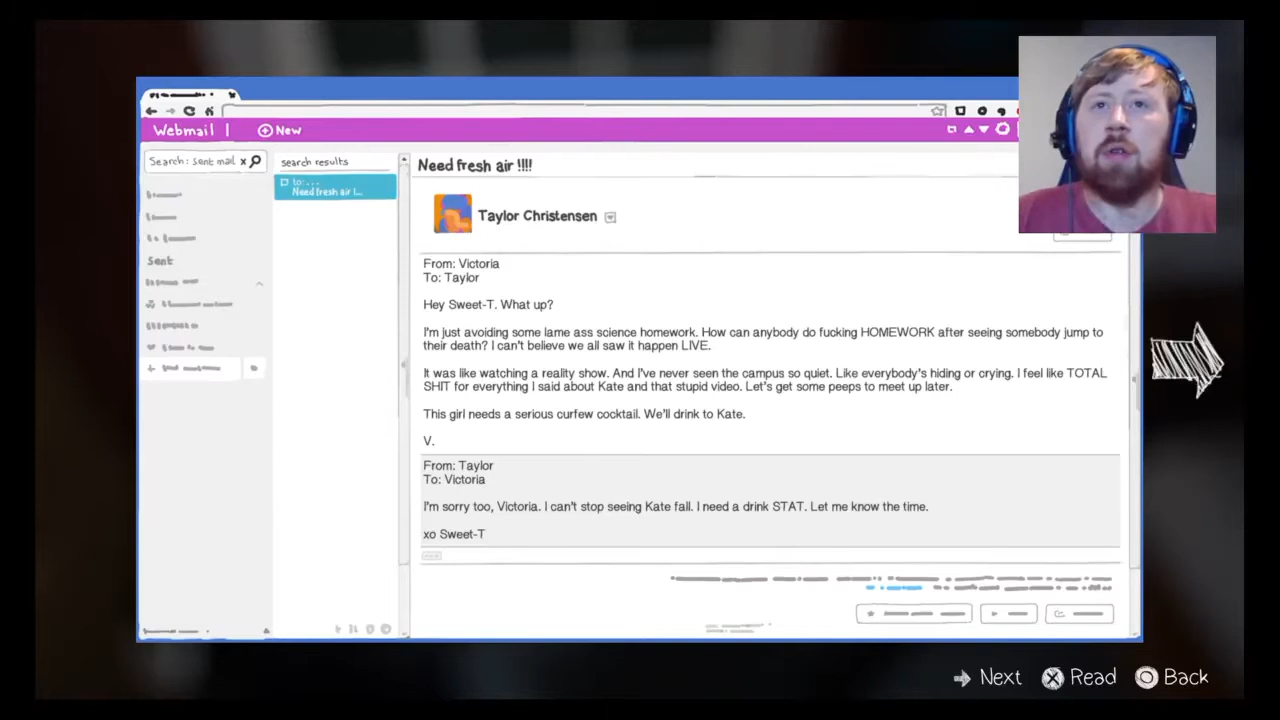 Webmail |
New
Search: sent mail x
search results
Need fresh air !!!!
to:...
Need fresh air !...
Taylor Christensen
Sent
From: Victoria
To: Taylor
Hey Sweet-T. What up?
I'm just avoiding some lame ass science homework. How can anybody do fucking HOMEWORK after seeing somebody jump to
their death? I can't believe we all saw it happen LIVE.
It was like watching a reality show. And I've never seen the campus so quiet. Like everybody's hiding or crying. I feel like TOTAL
SHIT for everything I said about Kate and that stupid video. Let's get some peeps to meet up later.
This girl needs a serious curfew cocktail. We'll drink to Kate.
V.
From: Taylor
To: Victoria
I'm sorry too, Victoria. I can't stop seeing Kate fall. I need a drink STAT. Let me know the time.
xo Sweet-T
Next
Read
Back